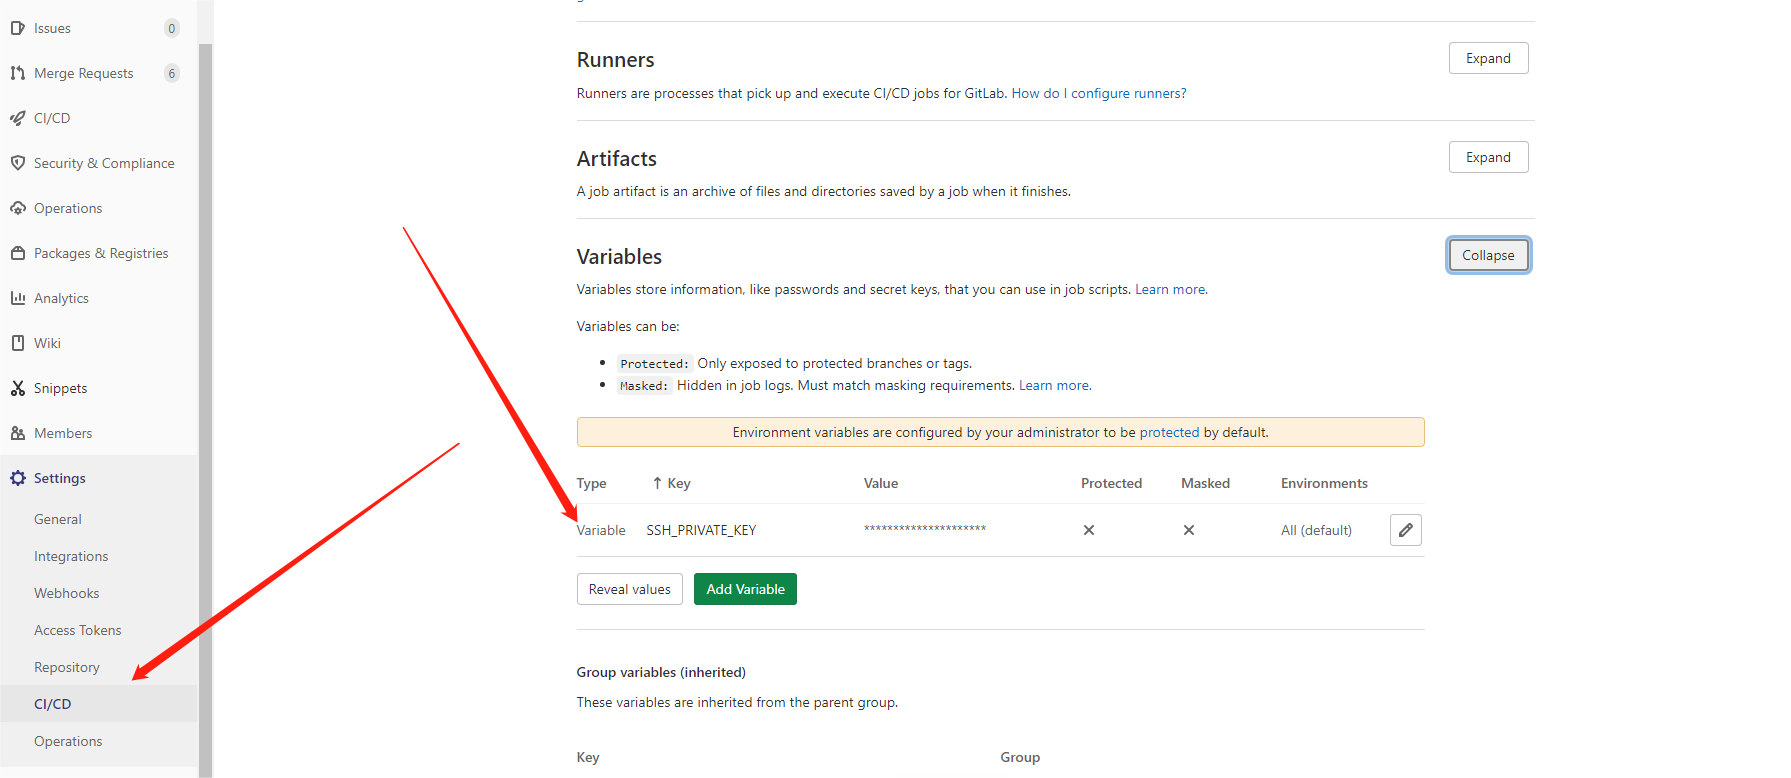 Issues 0
Merge Requests 6
CI/CD
Security & Compliance
Operations
Packages & Registries
Analytics
Wiki
Snippets
Members
Settings
General
Integrations
Webhooks
Access Tokens
Repository
CI/CD
Operations
Runners Expand
Runners are processes that pick up and execute CI/CD jobs for GitLab. How do I configure runners?
Artifacts Expand
A job artifact is an archive of files and directories saved by a job when it finishes.
Variables Collapse
Variables store information, like passwords and secret keys, that you can use in job scripts. Learn more.
Variables can be:
• Protected: Only exposed to protected branches or tags.
• Masked: Hidden in job logs. Must match masking requirements. Learn more.
Environment variables are configured by your administrator to be protected by default.
Type ↑ Key Value Protected Masked Environments
Variable SSH_PRIVATE_KEY ********************* All (default)
Reveal values Add Variable
Group variables (inherited)
These variables are inherited from the parent group.
Key Group